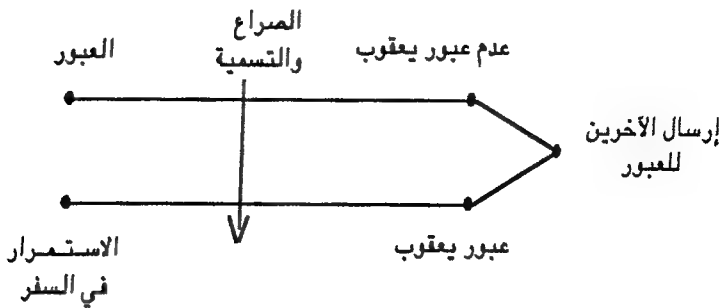 عدم عبور يعقوب
الصراع
والتسمية
العبور
إرسال الآخرين
للعبور
عبور يعقوب
الاستمرار
في السفر